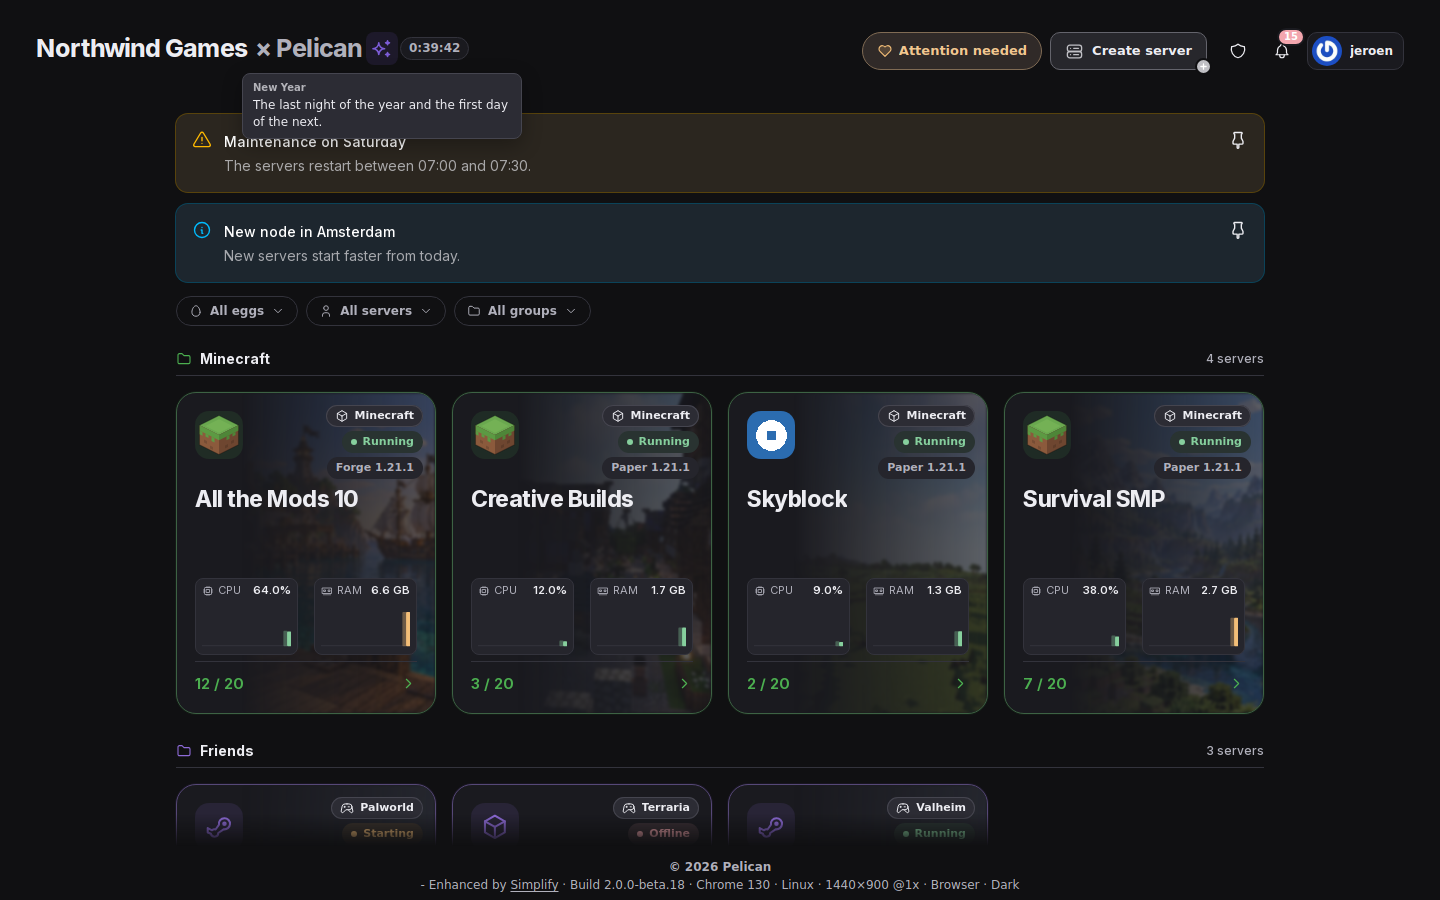 Northwind Games × Pelican
0:39:42
Attention needed
Create server
15
jeroen
New Year
The last night of the year and the first day
of the next.
Maintenance on Saturday
The servers restart between 07:00 and 07:30.
New node in Amsterdam
New servers start faster from today.
All eggs
All servers
All groups
Minecraft
4 servers
Minecraft
Running
Forge 1.21.1
All the Mods 10
CPU 64.0%
RAM 6.6 GB
12 / 20
Minecraft
Running
Paper 1.21.1
Creative Builds
CPU 12.0%
RAM 1.7 GB
3 / 20
Minecraft
Running
Paper 1.21.1
Skyblock
CPU 9.0%
RAM 1.3 GB
2 / 20
Minecraft
Running
Paper 1.21.1
Survival SMP
CPU 38.0%
RAM 2.7 GB
7 / 20
Friends
3 servers
Palworld
Starting
Terraria
Offline
Valheim
Running
© 2026 Pelican
- Enhanced by Simplify · Build 2.0.0-beta.18 · Chrome 130 · Linux · 1440×900 @1x · Browser · Dark